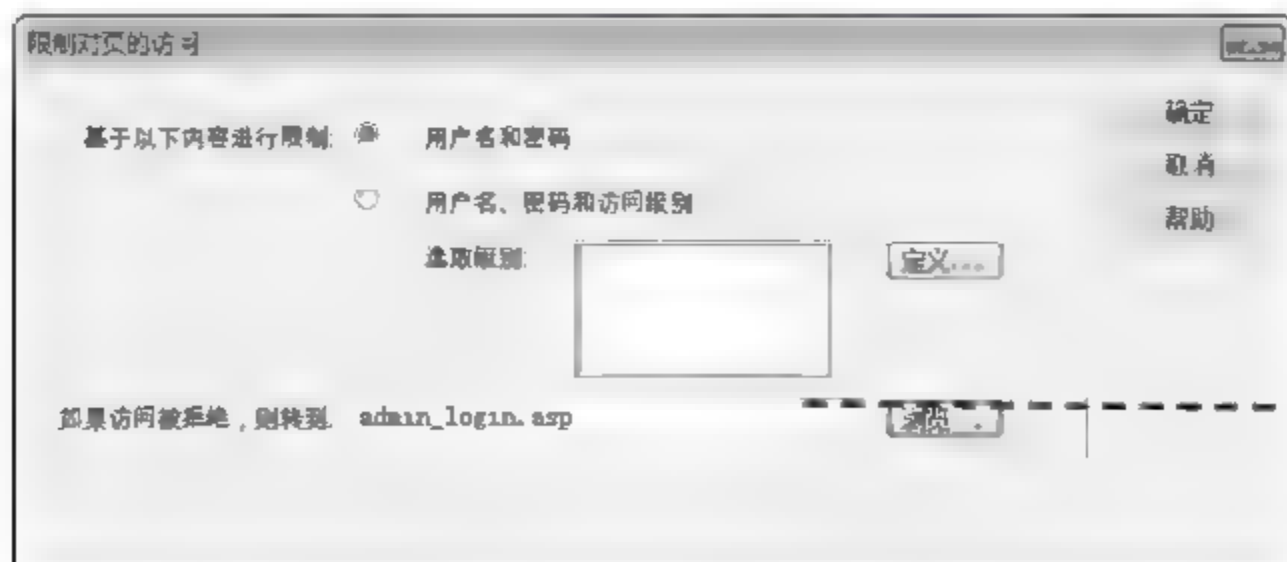 限制对页的访问
基于以下内容进行限制: 用户名和密码
用户名、密码和访问级别
选取级别: 定义...
如果访问被拒绝,则转到: admin_login.asp 浏览...
确定
取消
帮助